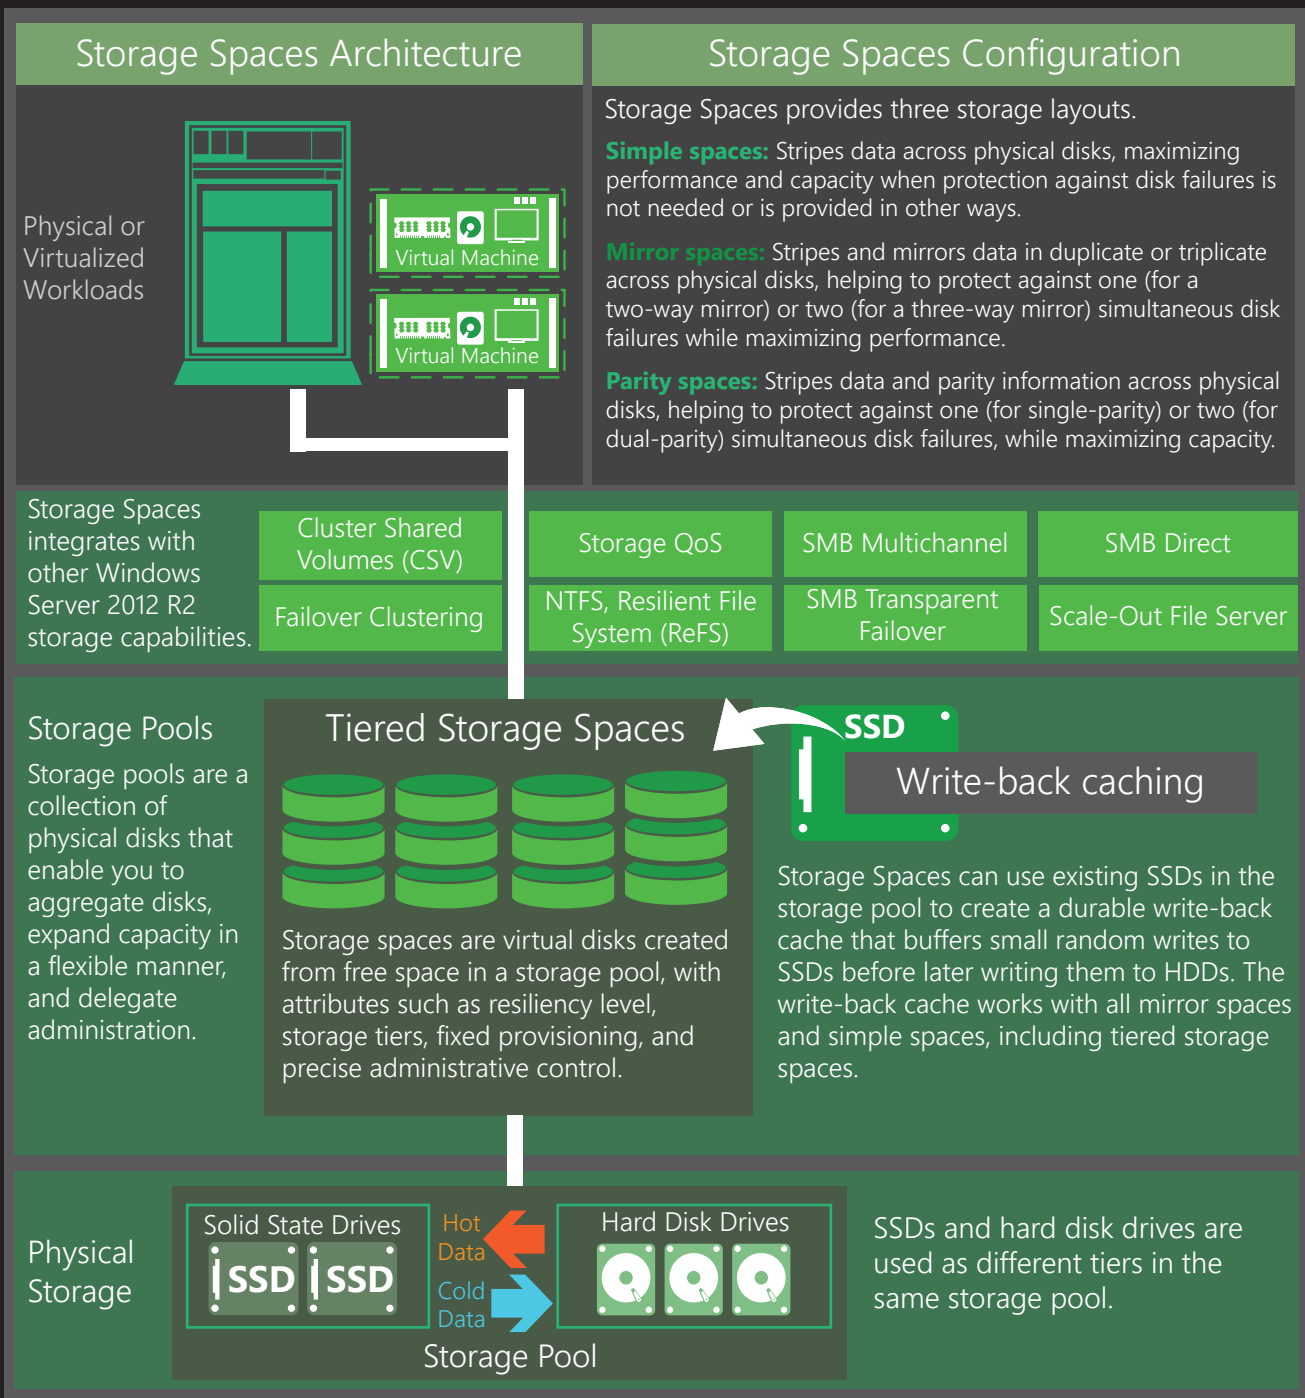 Storage Spaces Architecture
Physical or
Virtualized
Workloads
Virtual Machine
Virtual Machine
Storage Spaces Configuration
Storage Spaces provides three storage layouts.
Simple spaces: Stripes data across physical disks, maximizing
performance and capacity when protection against disk failures is
not needed or is provided in other ways.
Mirror spaces: Stripes and mirrors data in duplicate or triplicate
across physical disks, helping to protect against one (for a
two-way mirror) or two (for a three-way mirror) simultaneous disk
failures while maximizing performance.
Parity spaces: Stripes data and parity information across physical
disks, helping to protect against one (for single-parity) or two (for
dual-parity) simultaneous disk failures, while maximizing capacity.
Storage Spaces
integrates with
other Windows
Server 2012 R2
storage capabilities.
Cluster Shared
Volumes (CSV)
Storage QoS
SMB Multichannel
SMB Direct
Failover Clustering
NTFS, Resilient File
System (ReFS)
SMB Transparent
Failover
Scale-Out File Server
Storage Pools
Storage pools are a
collection of
physical disks that
enable you to
aggregate disks,
expand capacity in
a flexible manner,
and delegate
administration.
Tiered Storage Spaces
Storage spaces are virtual disks created
from free space in a storage pool, with
attributes such as resiliency level,
storage tiers, fixed provisioning, and
precise administrative control.
SSD
Write-back caching
Storage Spaces can use existing SSDs in the
storage pool to create a durable write-back
cache that buffers small random writes to
SSDs before later writing them to HDDs. The
write-back cache works with all mirror spaces
and simple spaces, including tiered storage
spaces.
Physical
Storage
Solid State Drives
SSD
SSD
Hot
Data
Cold
Data
Hard Disk Drives
Storage Pool
SSDs and hard disk drives are
used as different tiers in the
same storage pool.